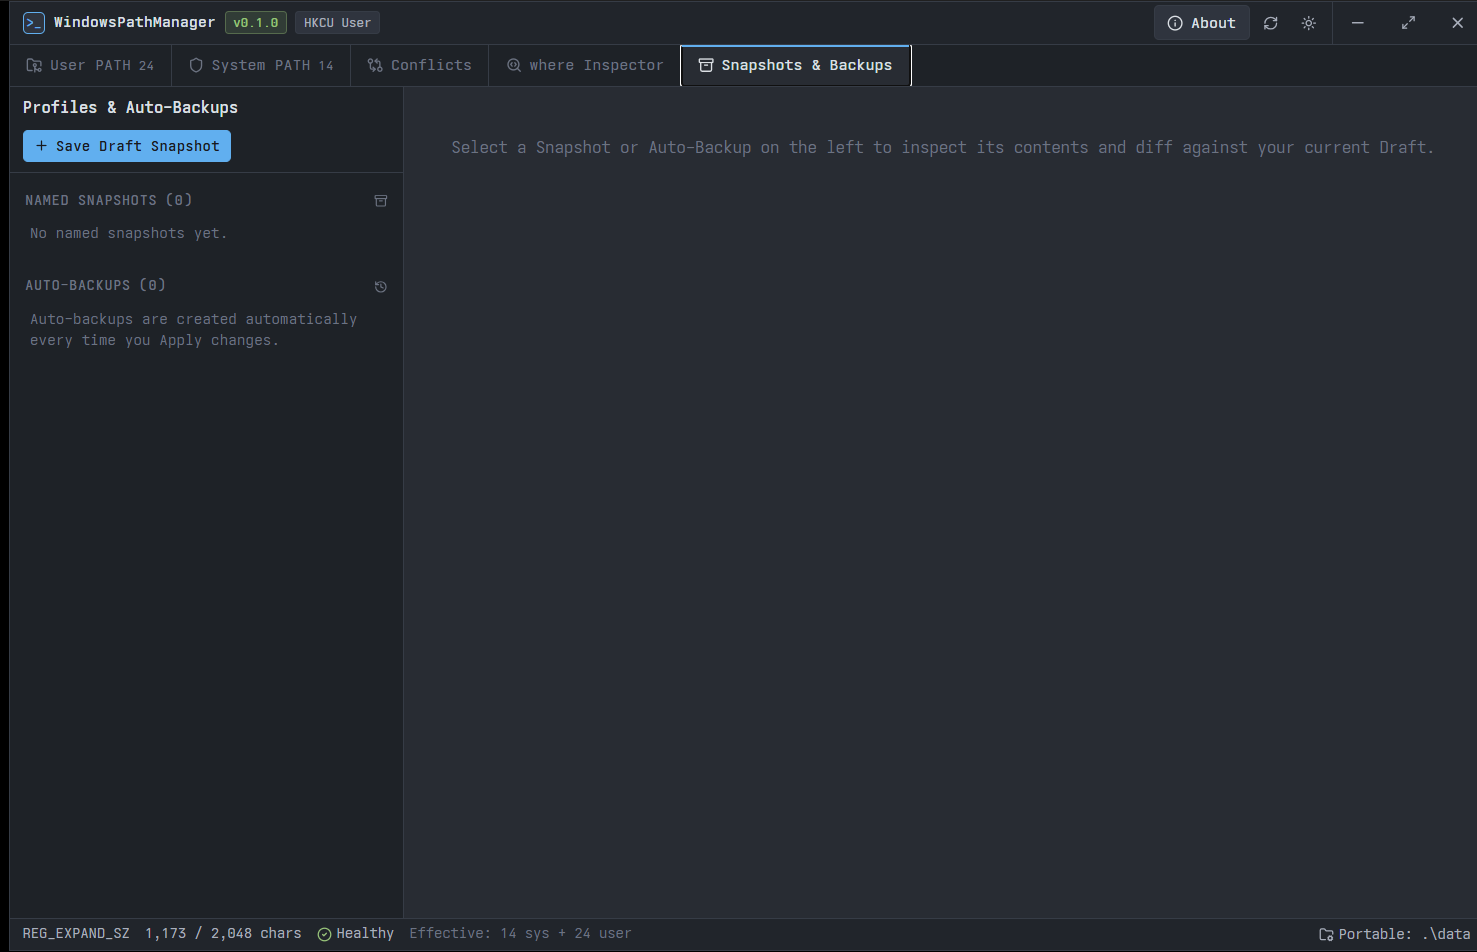 >_ WindowsPathManager v0.1.0 HKCU User About
User PATH 24 System PATH 14 Conflicts where Inspector Snapshots & Backups
Profiles & Auto-Backups
+ Save Draft Snapshot
Select a Snapshot or Auto-Backup on the left to inspect its contents and diff against your current Draft.
NAMED SNAPSHOTS (0)
No named snapshots yet.
AUTO-BACKUPS (0)
Auto-backups are created automatically
every time you Apply changes.
REG_EXPAND_SZ 1,173 / 2,048 chars Healthy Effective: 14 sys + 24 user Portable: .\data